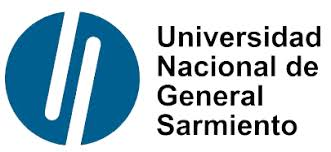 Universidad
Nacional de
General
Sarmiento